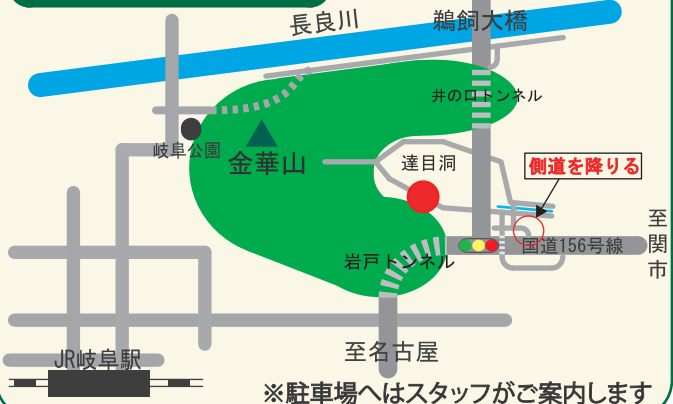 長良川
鵜飼大橋
井の口トンネル
岐阜公園
金華山
達目洞
側道を降りる
至関市
国道156号線
岩戸トンネル
至名古屋
JR岐阜駅
※駐車場へはスタッフがご案内します